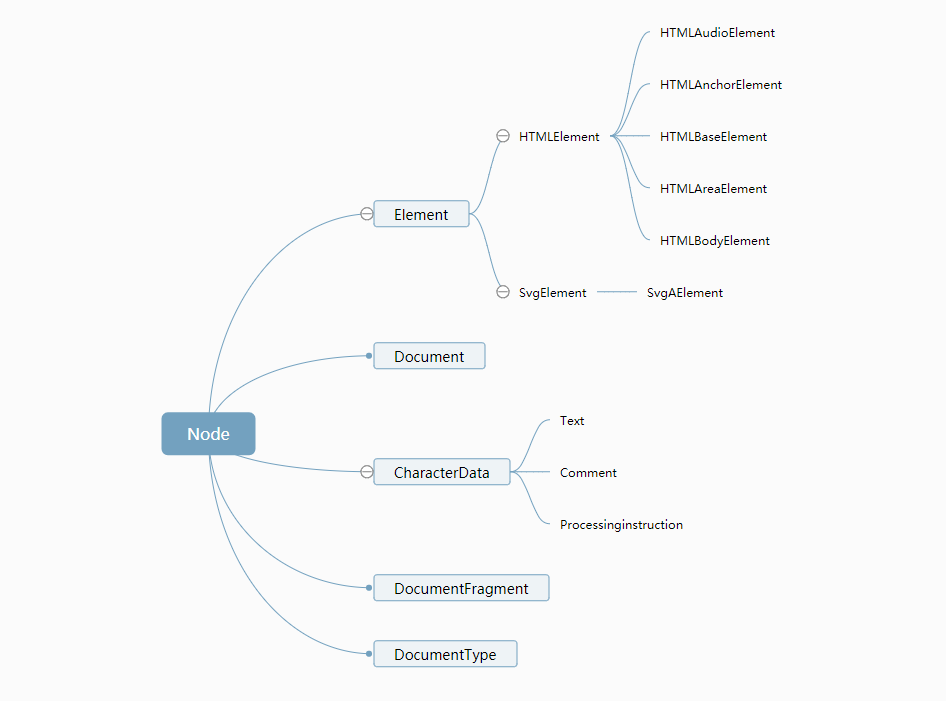 HTMLAudioElement
HTMLAnchorElement
HTMLElement
HTMLBaseElement
HTMLAreaElement
Element
HTMLBodyElement
SvgElement
SvgAElement
Document
Text
Node
CharacterData
Comment
Processinginstruction
DocumentFragment
DocumentType